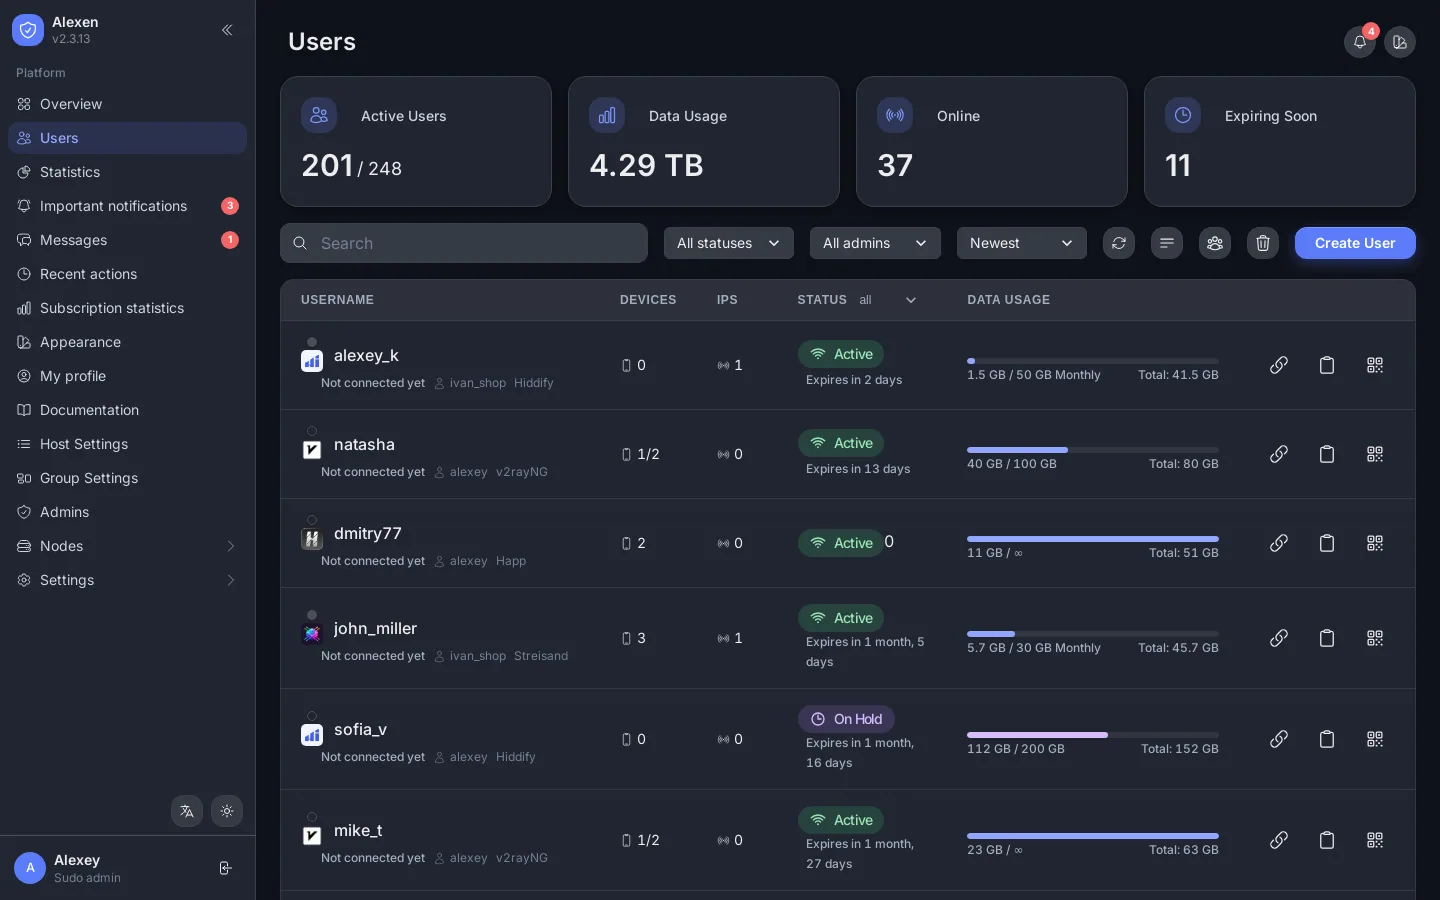 Alexen
v2.3.13
Platform
Overview
Users
Statistics
Important notifications 3
Messages 1
Recent actions
Subscription statistics
Appearance
My profile
Documentation
Host Settings
Group Settings
Admins
Nodes
Settings
A Alexey
Sudo admin
Users
4
Active Users
201 / 248
Data Usage
4.29 TB
Online
37
Expiring Soon
11
Search
All statuses
All admins
Newest
Create User
USERNAME DEVICES IPS STATUS all DATA USAGE
alexey_k
Not connected yet ivan_shop Hiddify
0
1
Active
Expires in 2 days
1.5 GB / 50 GB Monthly Total: 41.5 GB
natasha
Not connected yet alexey v2rayNG
1/2
0
Active
Expires in 13 days
40 GB / 100 GB Total: 80 GB
dmitry77
Not connected yet alexey Happ
2
0
Active 0
11 GB / ∞ Total: 51 GB
john_miller
Not connected yet ivan_shop Streisand
3
1
Active
Expires in 1 month, 5
days
5.7 GB / 30 GB Monthly Total: 45.7 GB
sofia_v
Not connected yet alexey Hiddify
0
0
On Hold
Expires in 1 month,
16 days
112 GB / 200 GB Total: 152 GB
mike_t
Not connected yet alexey v2rayNG
1/2
0
Active
Expires in 1 month,
27 days
23 GB / ∞ Total: 63 GB